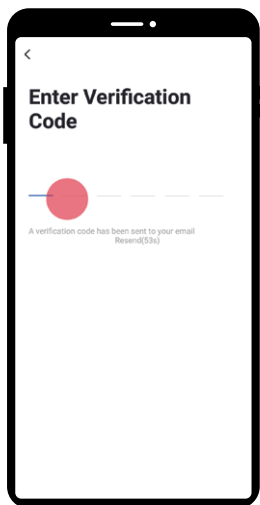 Enter Verification
Code
A verification code has been sent to your email
Resend(53s)